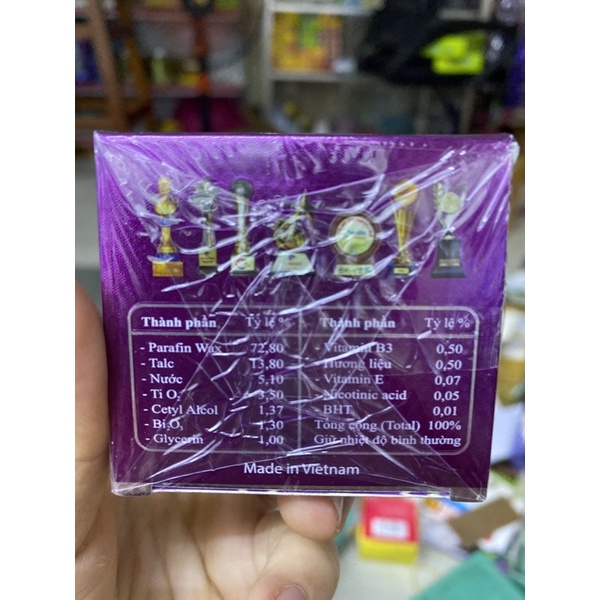 Thành phần Tỷ lệ %
- Parafin Wax 72,80
- Talc 13,80
- Nước 5,10
- Ti O₂ 3,50
- Cetyl Alcol 1,37
- Bi₂O₃ 1,30
- Glycerin 1,00
Thành phần Tỷ lệ %
- Vitamin B3 0,50
- Hương liệu 0,50
- Vitamin E 0,07
- Nicotinic acid 0,05
- BHT 0,01
Tổng cộng (Total) 100%
Giữ nhiệt độ bình thường
Made in Vietnam